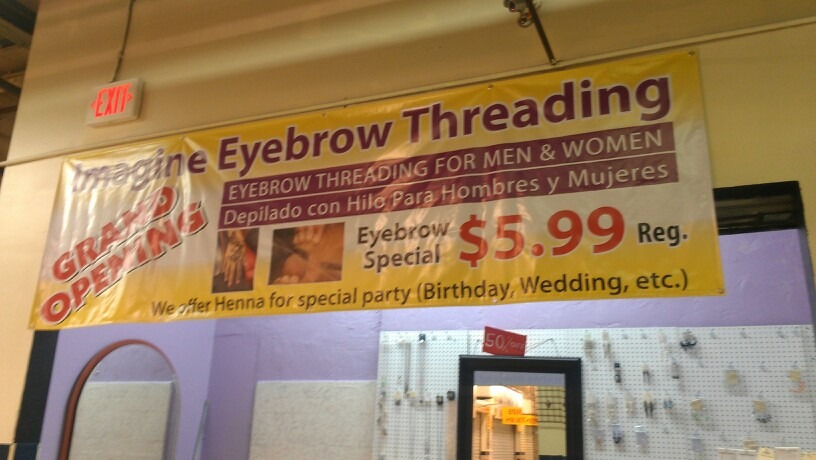 EXIT
Imagine Eyebrow Threading
EYEBROW THREADING FOR MEN & WOMEN
Depilado con Hilo Para Hombres y Mujeres
GRAND
OPENING
Eyebrow
Special
$5.99 Reg.
We offer Henna for special party (Birthday, Wedding, etc.)